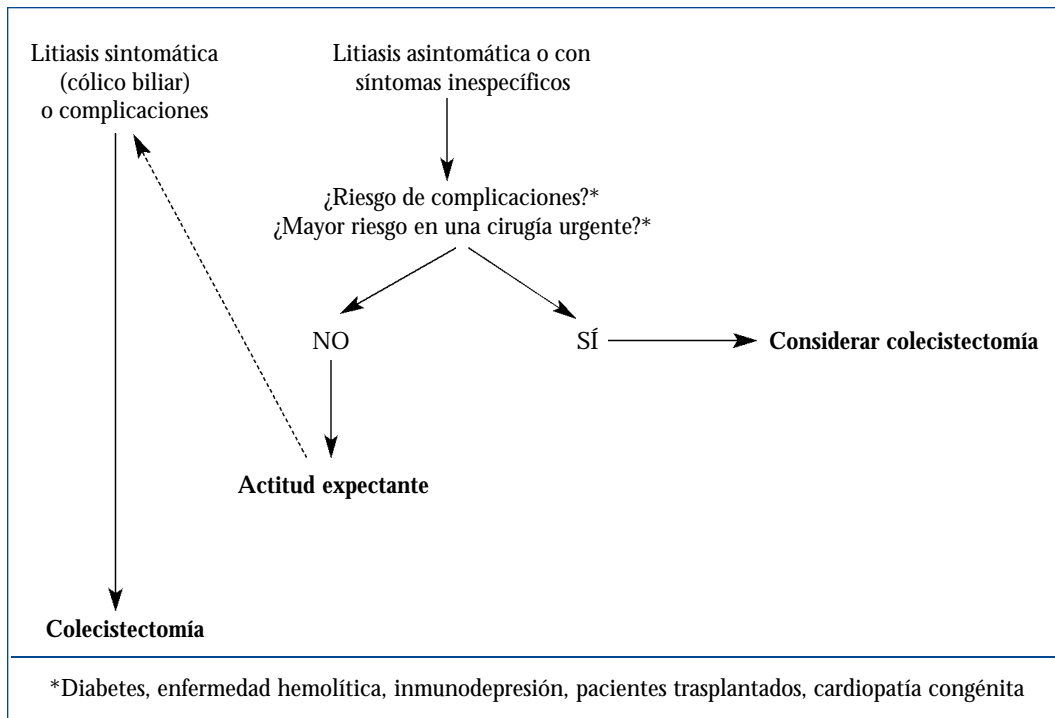 Litiasis sintomática
(cólico biliar)
o complicaciones
Litiasis asintomática o con
síntomas inespecíficos
¿Riesgo de complicaciones?*
¿Mayor riesgo en una cirugía urgente?*
NO
SÍ
Considerar colecistectomía
Actitud expectante
Colecistectomía
*Diabetes, enfermedad hemolítica, inmunodepresión, pacientes trasplantados, cardiopatía congénita